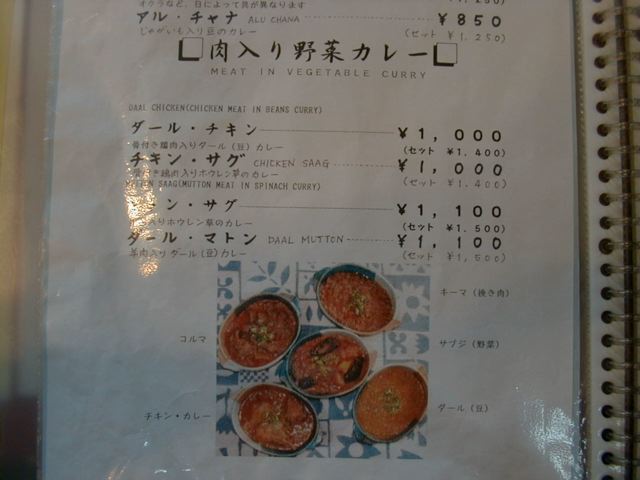 オクラなど、日によって具が異なります
アル・チャナ ALU CHANA ¥850
じゃがいも入り豆のカレー (セット ¥1,250)
□肉入り野菜カレー□
MEAT IN VEGETABLE CURRY
DAAL CHICKEN(CHICKEN MEAT IN BEANS CURRY)
ダール・チキン ¥1,000
骨付き鶏肉入りダール(豆)カレー (セット ¥1.400)
チキン・サグ CHICKEN SAAG ¥1,000
骨付き鶏肉入りホウレン草のカレー (セット ¥1.400)
SAAG(MUTTON MEAT IN SPINACH CURRY)
ン・サグ ¥1,100
入りホウレン草のカレー (セット ¥1.500)
ダール・マトン DAAL MUTTON ¥1,100
羊肉入りダール(豆)カレー (セット ¥1,500)
キーマ(挽き肉)
コルマ
サブジ(野菜)
チキン・カレー
ダール(豆)